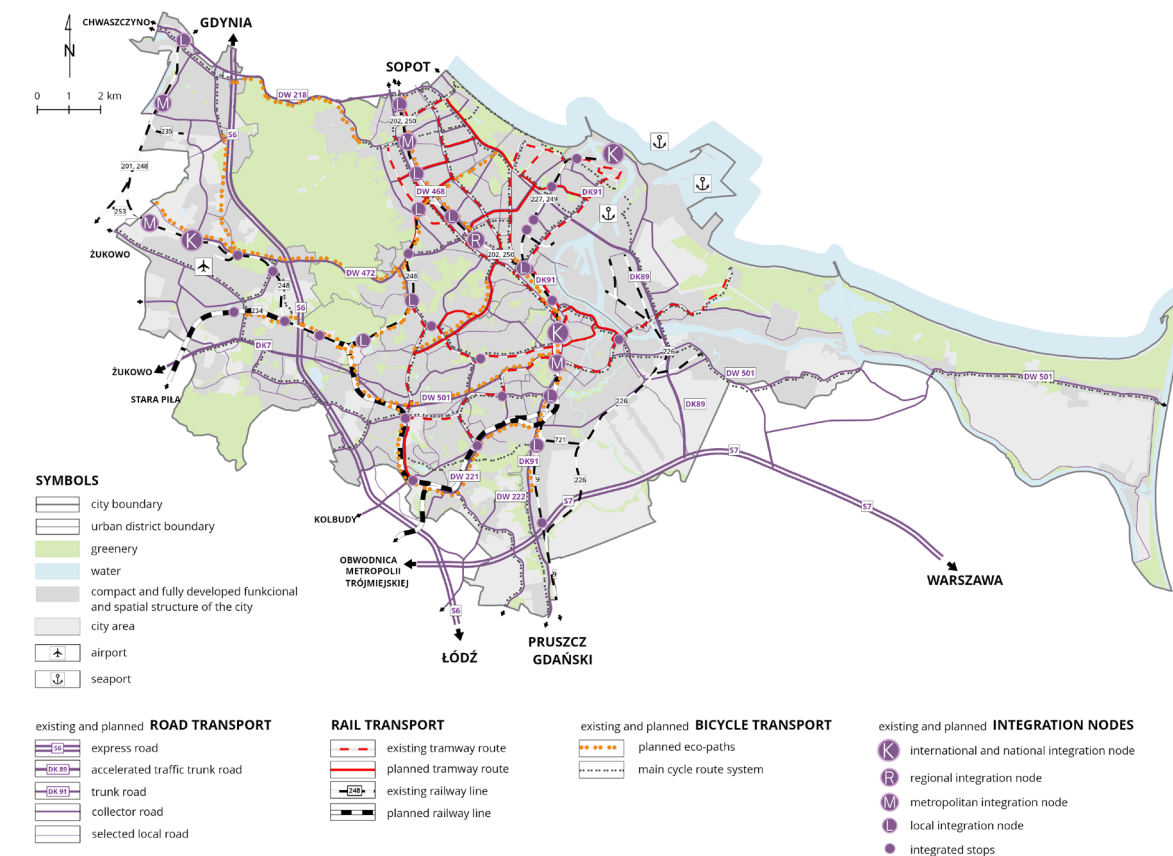 CHWASZCZYNO
GDYNIA
N
0 1 2 km
SOPOT
L
DW 218
M
L
202, 250
235
S6
M
K
201, 248
L
DW 468
DK91
227, 249
253
M
L
L
K
R
ŻUKOWO
202, 250
DW 472
L
DK91
DK89
248
248
L
S6
234
K
L
DK7
226
M
ŻUKOWO
DW 501
DW 501
STARA PIŁA
DW 501
L
226
DK89
721
L
S7
DK91
DW 221
9
226
DW 222
S7
S7
KOLBUDY
OBWODNICA
METROPOLII
TRÓJMIEJSKIEJ
9
WARSZAWA
S6
PRUSZCZ
GDAŃSKI
ŁÓDŹ
SYMBOLS
city boundary
urban district boundary
greenery
water
compact and fully developed funkcional
and spatial structure of the city
city area
airport
seaport
existing and planned ROAD TRANSPORT
S6 express road
DK 89 accelerated traffic trunk road
DK 91 trunk road
collector road
selected local road
RAIL TRANSPORT
existing tramway route
planned tramway route
248 existing railway line
planned railway line
existing and planned BICYCLE TRANSPORT
planned eco-paths
main cycle route system
existing and planned INTEGRATION NODES
K international and national integration node
R regional integration node
M metropolitan integration node
L local integration node
integrated stops